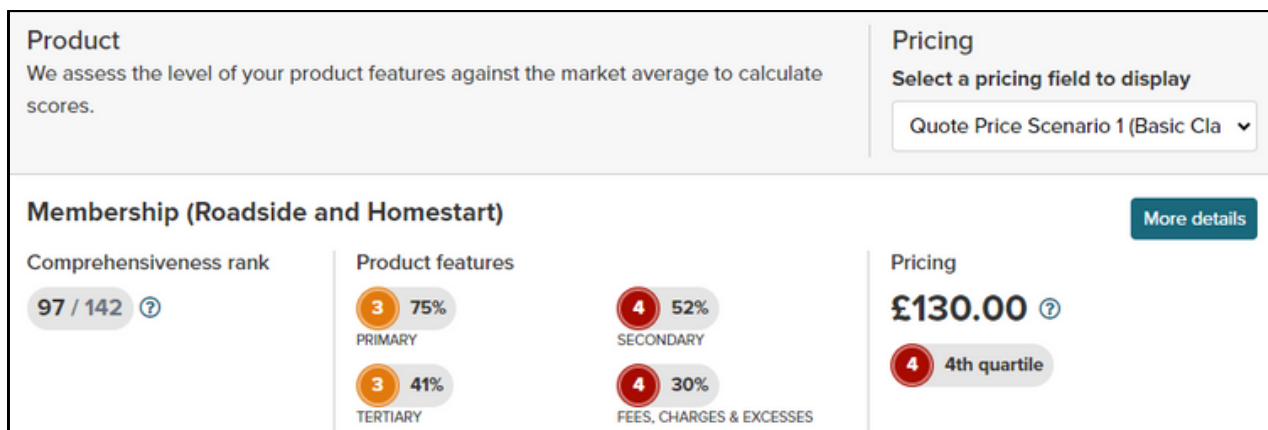 Product
We assess the level of your product features against the market average to calculate
scores.
Pricing
Select a pricing field to display
Quote Price Scenario 1 (Basic Cla
Membership (Roadside and Homestart)
More details
Comprehensiveness rank
97 / 142 ?
Product features
3 75%
PRIMARY
4 52%
SECONDARY
3 41%
TERTIARY
4 30%
FEES, CHARGES & EXCESSES
Pricing
£130.00 ?
4 4th quartile